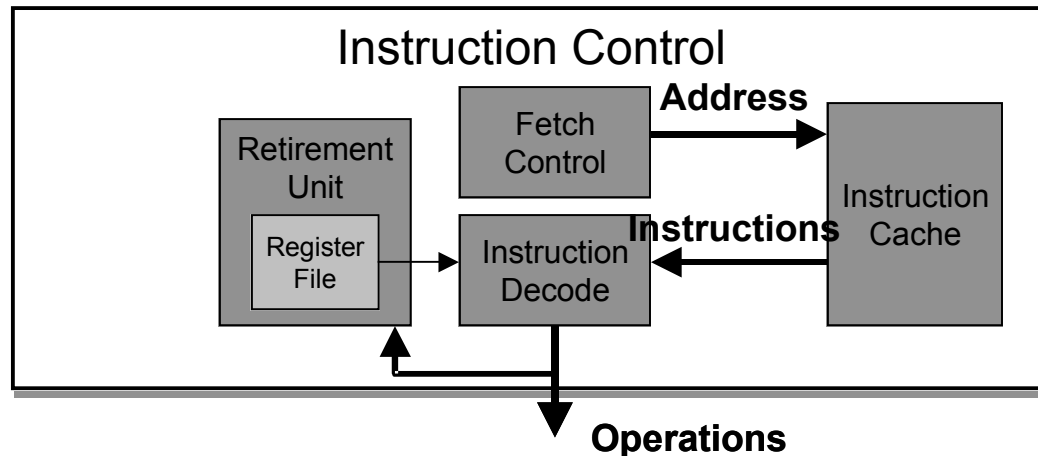 Instruction Control
Address
Fetch
Control
Retirement
Unit
Instruction
Cache
Instructions
Register
File
Instruction
Decode
Operations